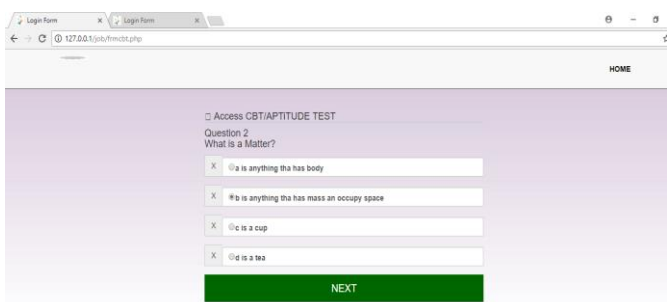 Login Form
Login Form
127.0.0.1/job/frmcbt.php
HOME
Access CBT/APTITUDE TEST
Question 2
What is a Matter?
X a is anything tha has body
X b is anything tha has mass an occupy space
X c is a cup
X d is a tea
NEXT